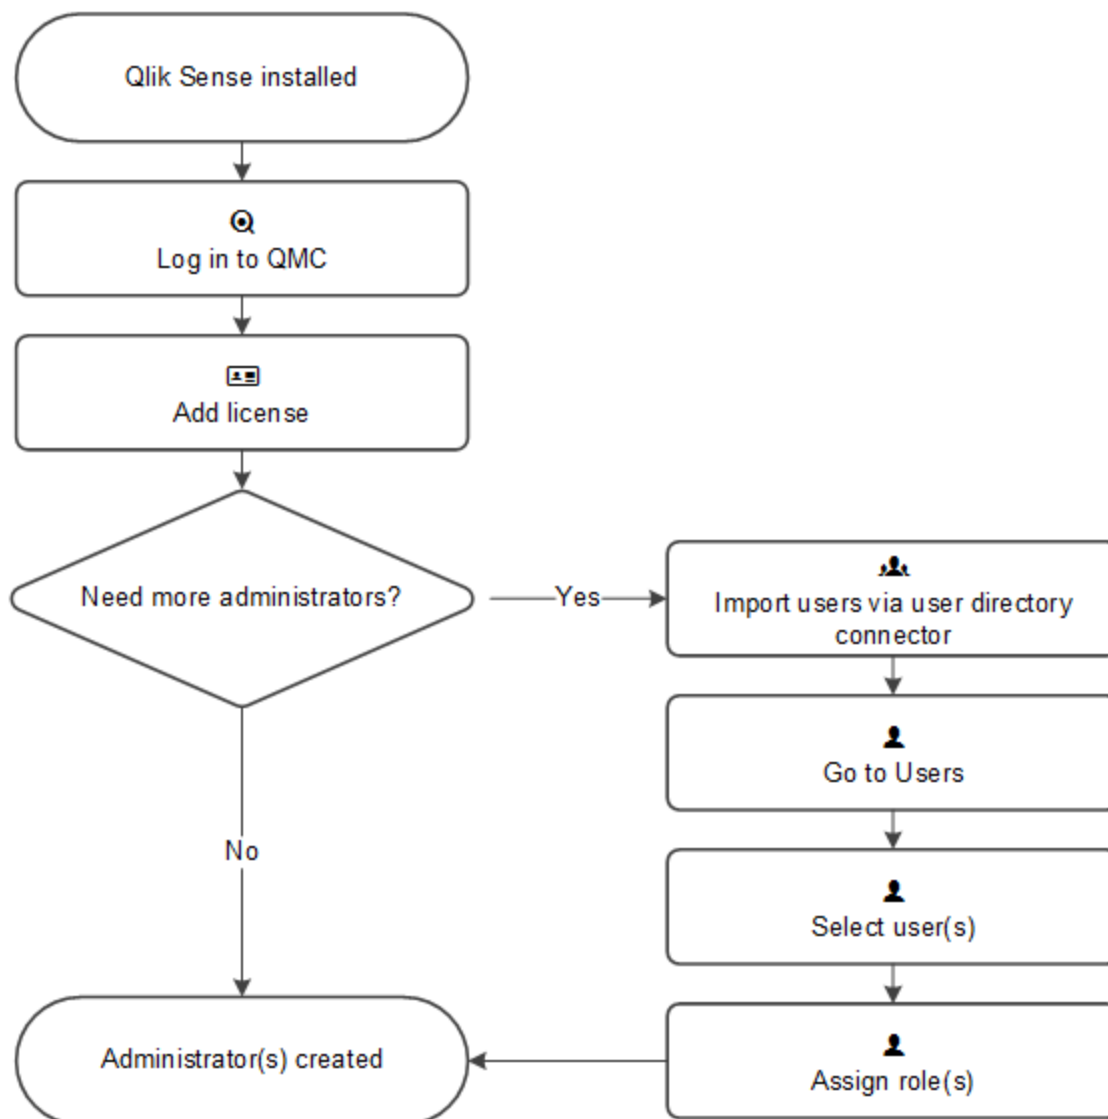 Qlik Sense installed
Log in to QMC
Add license
Need more administrators?
Yes
Import users via user directory
connector
Go to Users
Select user(s)
No
Assign role(s)
Administrator(s) created